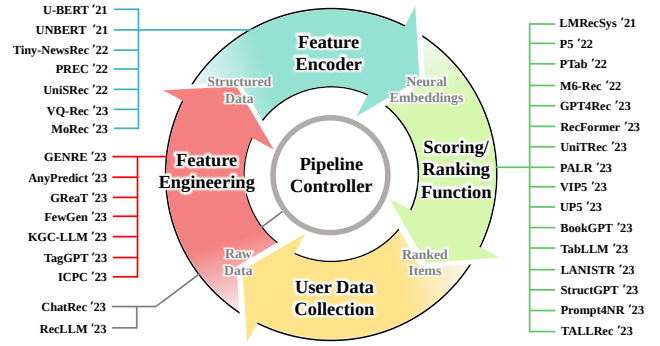 U-BERT '21
UNBERT '21
Tiny-NewsRec '22
PREC '22
UniSRec '22
VQ-Rec '23
MoRec '23
GENRE '23
AnyPredict '23
GReaT '23
FewGen '23
KGC-LLM '23
TagGPT '23
ICPC '23
ChatRec '23
RecLLM '23
Feature
Encoder
Structured
Data
Neural
Embeddings
Feature
Engineering
Pipeline
Controller
Scoring/
Ranking
Function
Raw
Data
Ranked
Items
User Data
Collection
LMRecSys '21
P5 '22
PTab '22
M6-Rec '22
GPT4Rec '23
RecFormer '23
UniTRec '23
PALR '23
VIP5 '23
UP5 '23
BookGPT '23
TabLLM '23
LANISTR '23
StructGPT '23
Prompt4NR '23
TALLRec '23